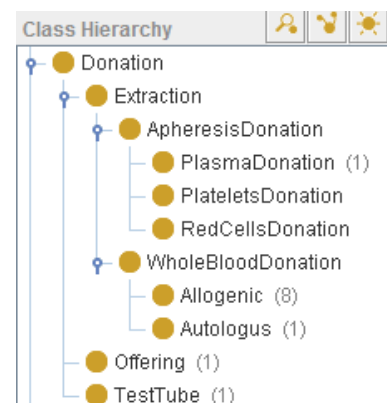 Class Hierarchy
Donation
Extraction
ApheresisDonation
PlasmaDonation (1)
PlateletsDonation
RedCellsDonation
WholeBloodDonation
Allogenic (8)
Autologus (1)
Offering (1)
TestTube (1)